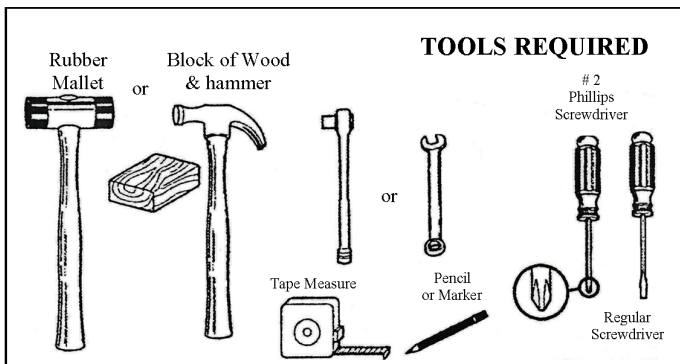 TOOLS REQUIRED
Rubber
Mallet
or
Block of Wood
& hammer
or
# 2
Phillips
Screwdriver
Tape Measure
Pencil
or Marker
Regular
Screwdriver